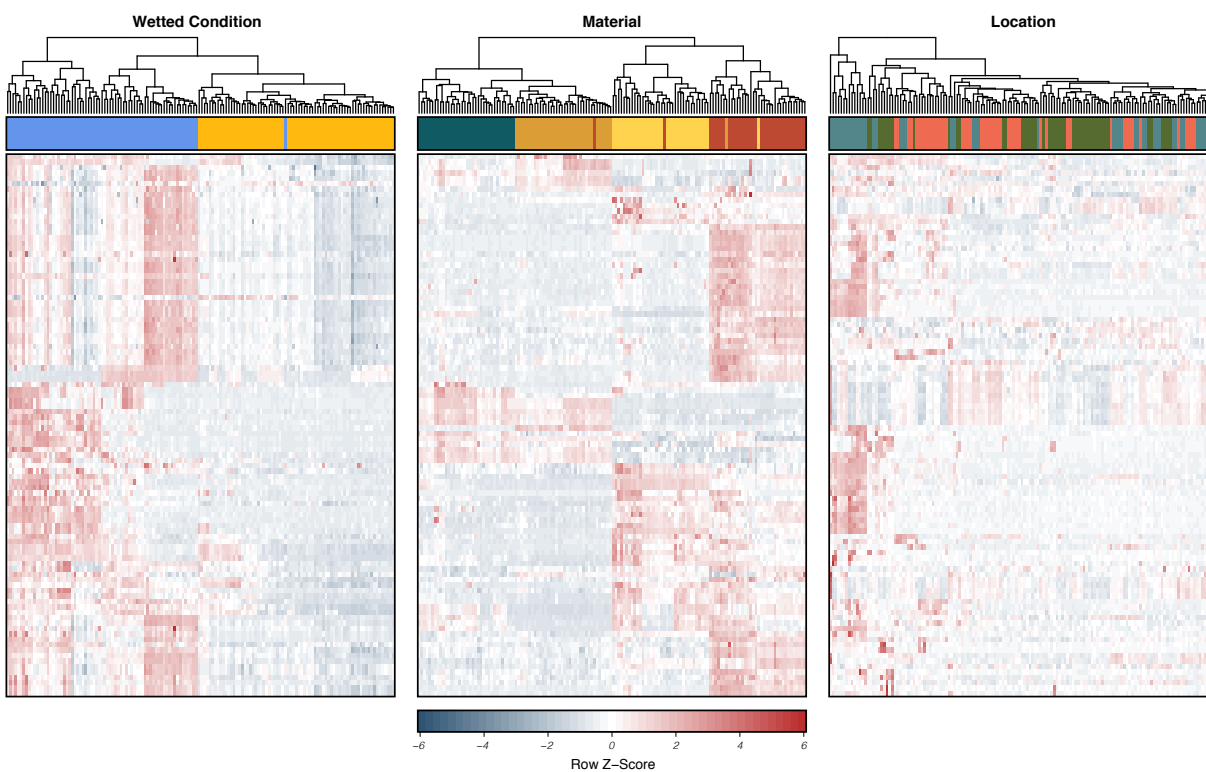 Wetted Condition
Material
Location
−6 −4 −2 0 2 4 6
Row Z−Score